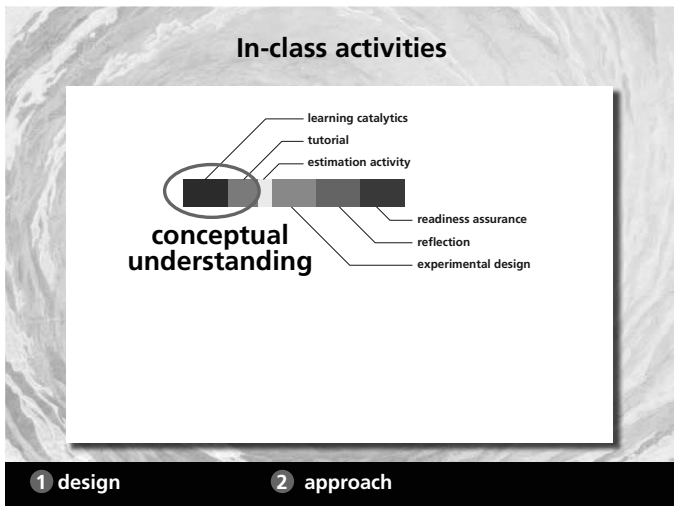 In-class activities
learning catalytics
tutorial
estimation activity
readiness assurance
reflection
experimental design
conceptual
understanding
1 design
2 approach